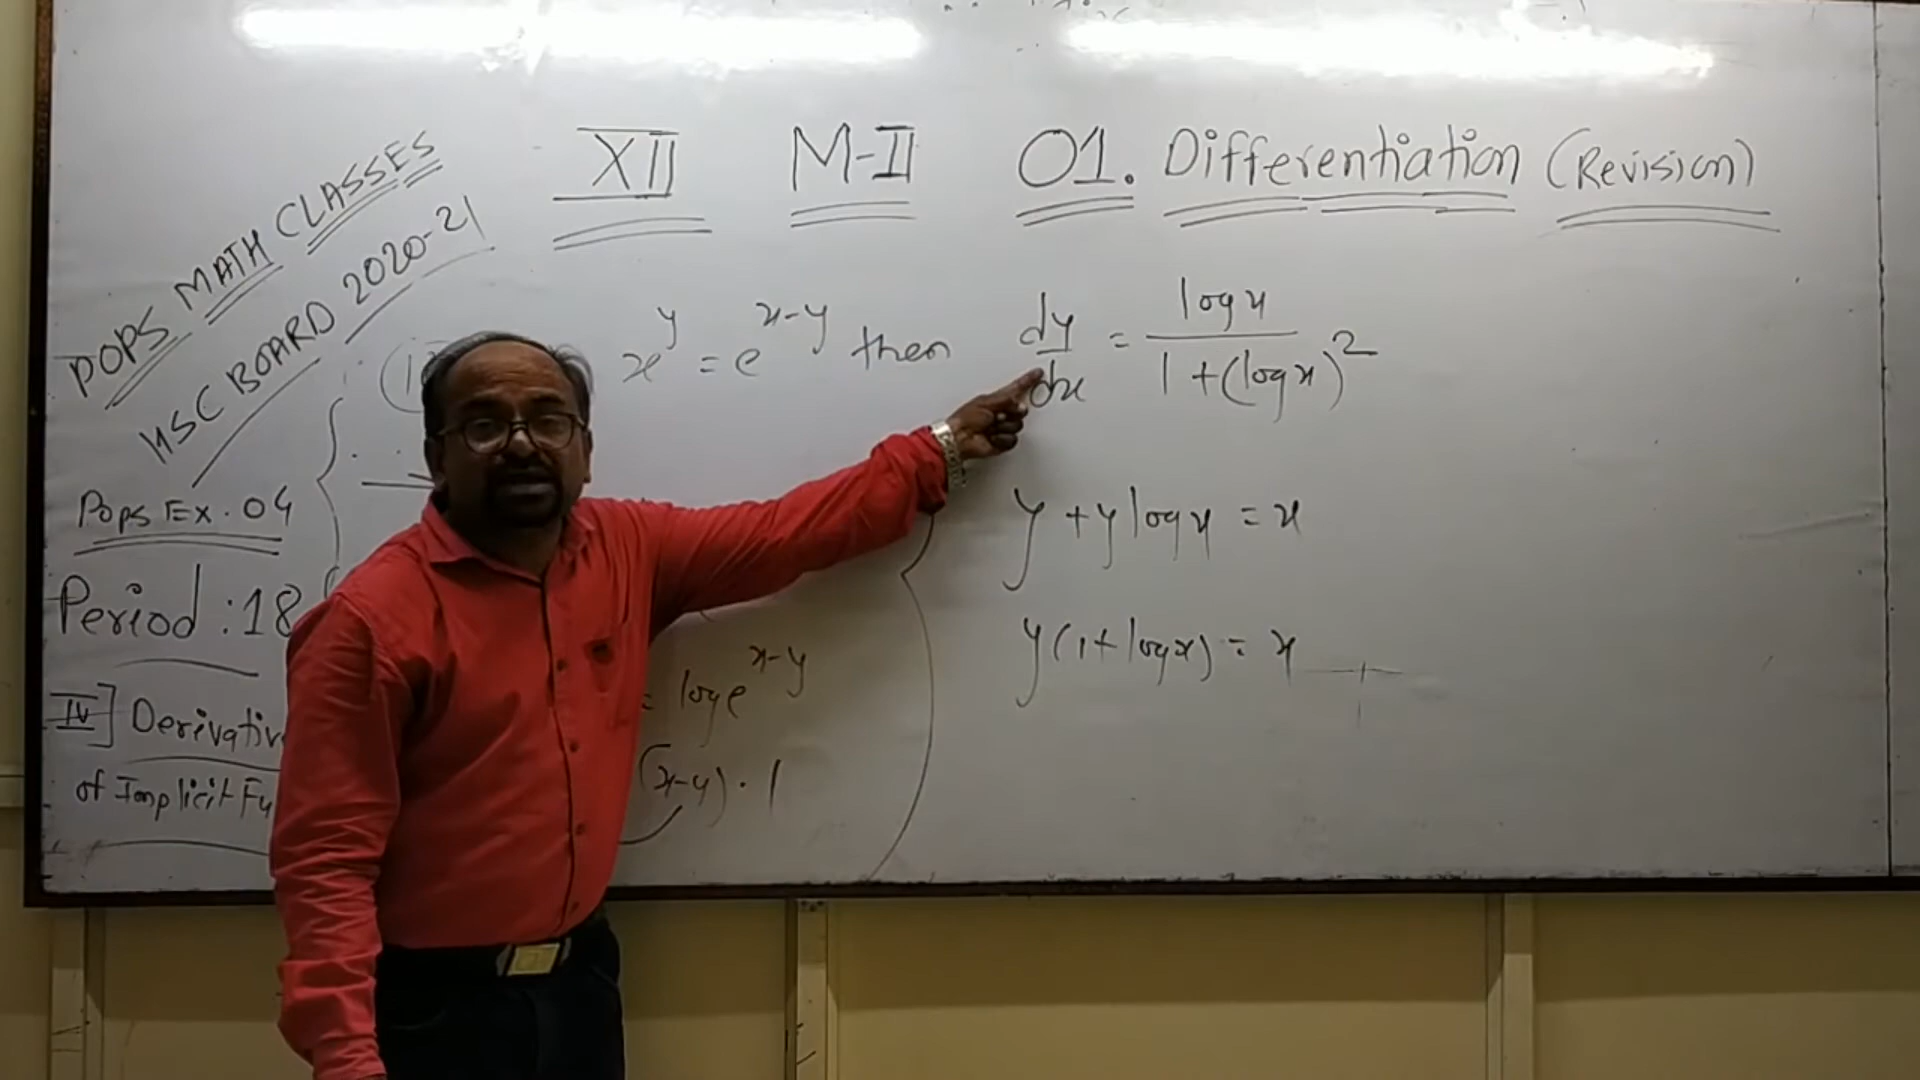 XII M-II 01. Differentiation (Revision)
POPS MATH CLASSES
HSC BOARD 2020-21
Pops Ex. 04
Period : 18
IV] Derivative
of Implicit Fu
x^y = e^(x-y) then dy/dx = log x / 1 + (log x)^2
= log e^(x-y)
(x-y) . 1
y + y log x = x
y (1 + log x) = x